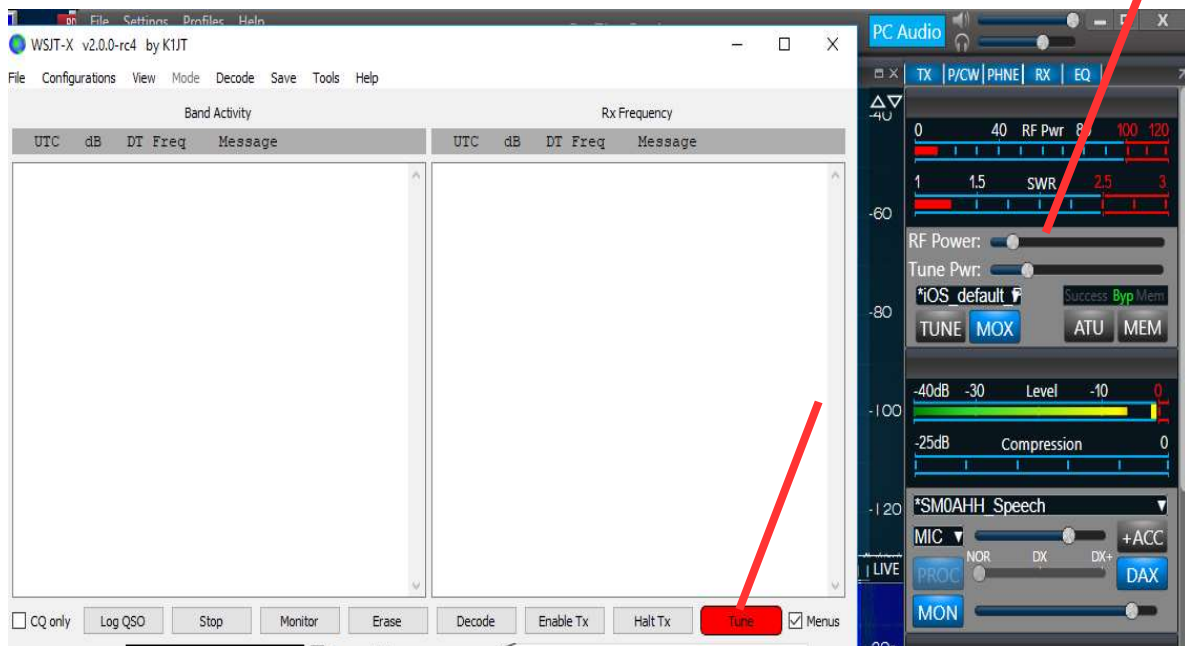 File Settings Profiles Help
WSJT-X v2.0.0-rc4 by K1JT
File Configurations View Mode Decode Save Tools Help
Band Activity
Rx Frequency
UTC dB DT Freq Message
UTC dB DT Freq Message
CQ only Log QSO Stop Monitor Erase Decode Enable Tx Halt Tx Tune Menus
PC Audio
X
TX P/CW PHNE RX EQ
-40
-60
-80
-100
-120
LIVE
0 40 RF Pwr 80 100 120
1 1.5 SWR 2.5 3
RF Power:
Tune Pwr:
*iOS_default_
Success Byp Mem
TUNE MOX ATU MEM
-40dB -30 Level -10 0
-25dB Compression 0
*SM0AHH_Speech
MIC +ACC
NOR DX DX+
PROC DAX
MON